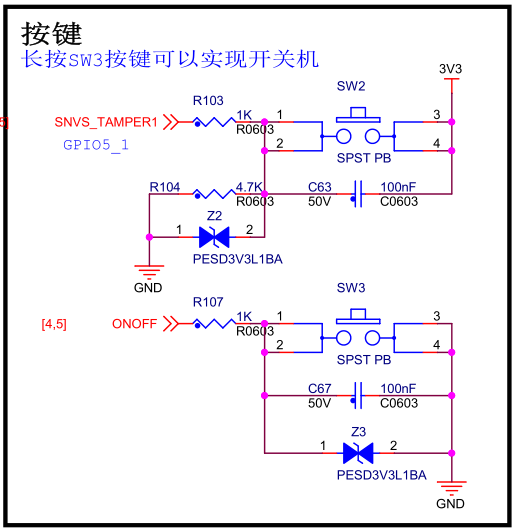 按键
长按SW3按键可以实现开关机
3V3
SW2
R103
SNVS_TAMPER1
1K
R0603
1
3
GPIO5_1
2
4
SPST PB
R104
4.7K
R0603
C63
50V
100nF
C0603
Z2
1
2
PESD3V3L1BA
GND
SW3
R107
[4,5]
ONOFF
1K
R0603
1
3
2
4
SPST PB
C67
50V
100nF
C0603
Z3
1
2
PESD3V3L1BA
GND